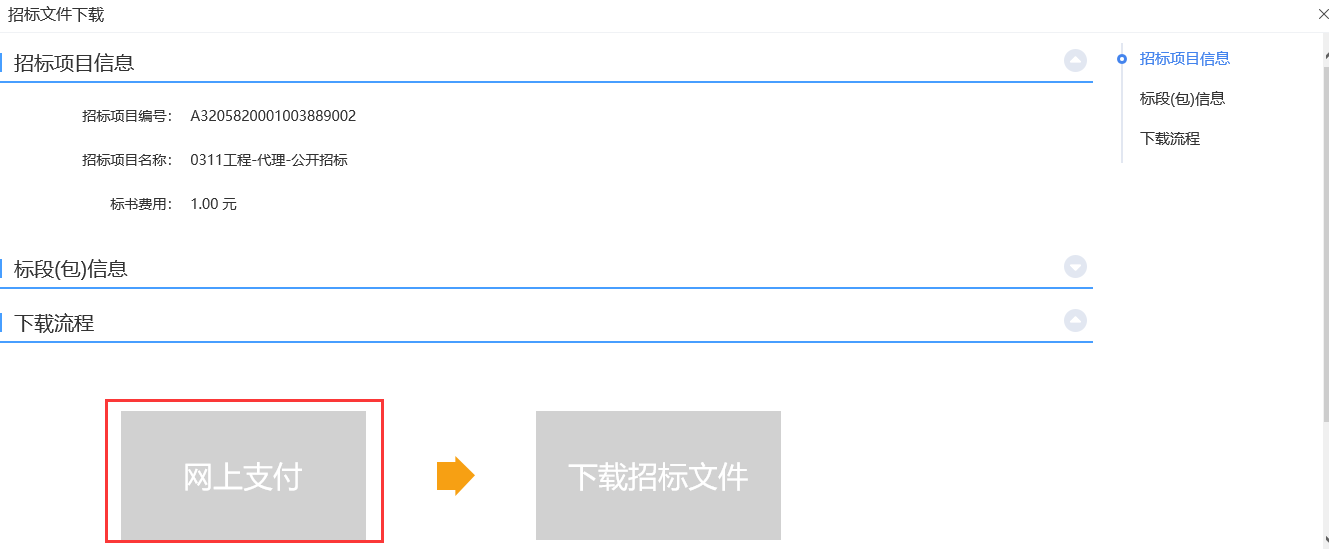 招标文件下载
招标项目信息
招标项目编号： A3205820001003889002
招标项目名称： 0311工程-代理-公开招标
标书费用： 1.00 元
标段(包)信息
下载流程
网上支付
下载招标文件
招标项目信息
标段(包)信息
下载流程